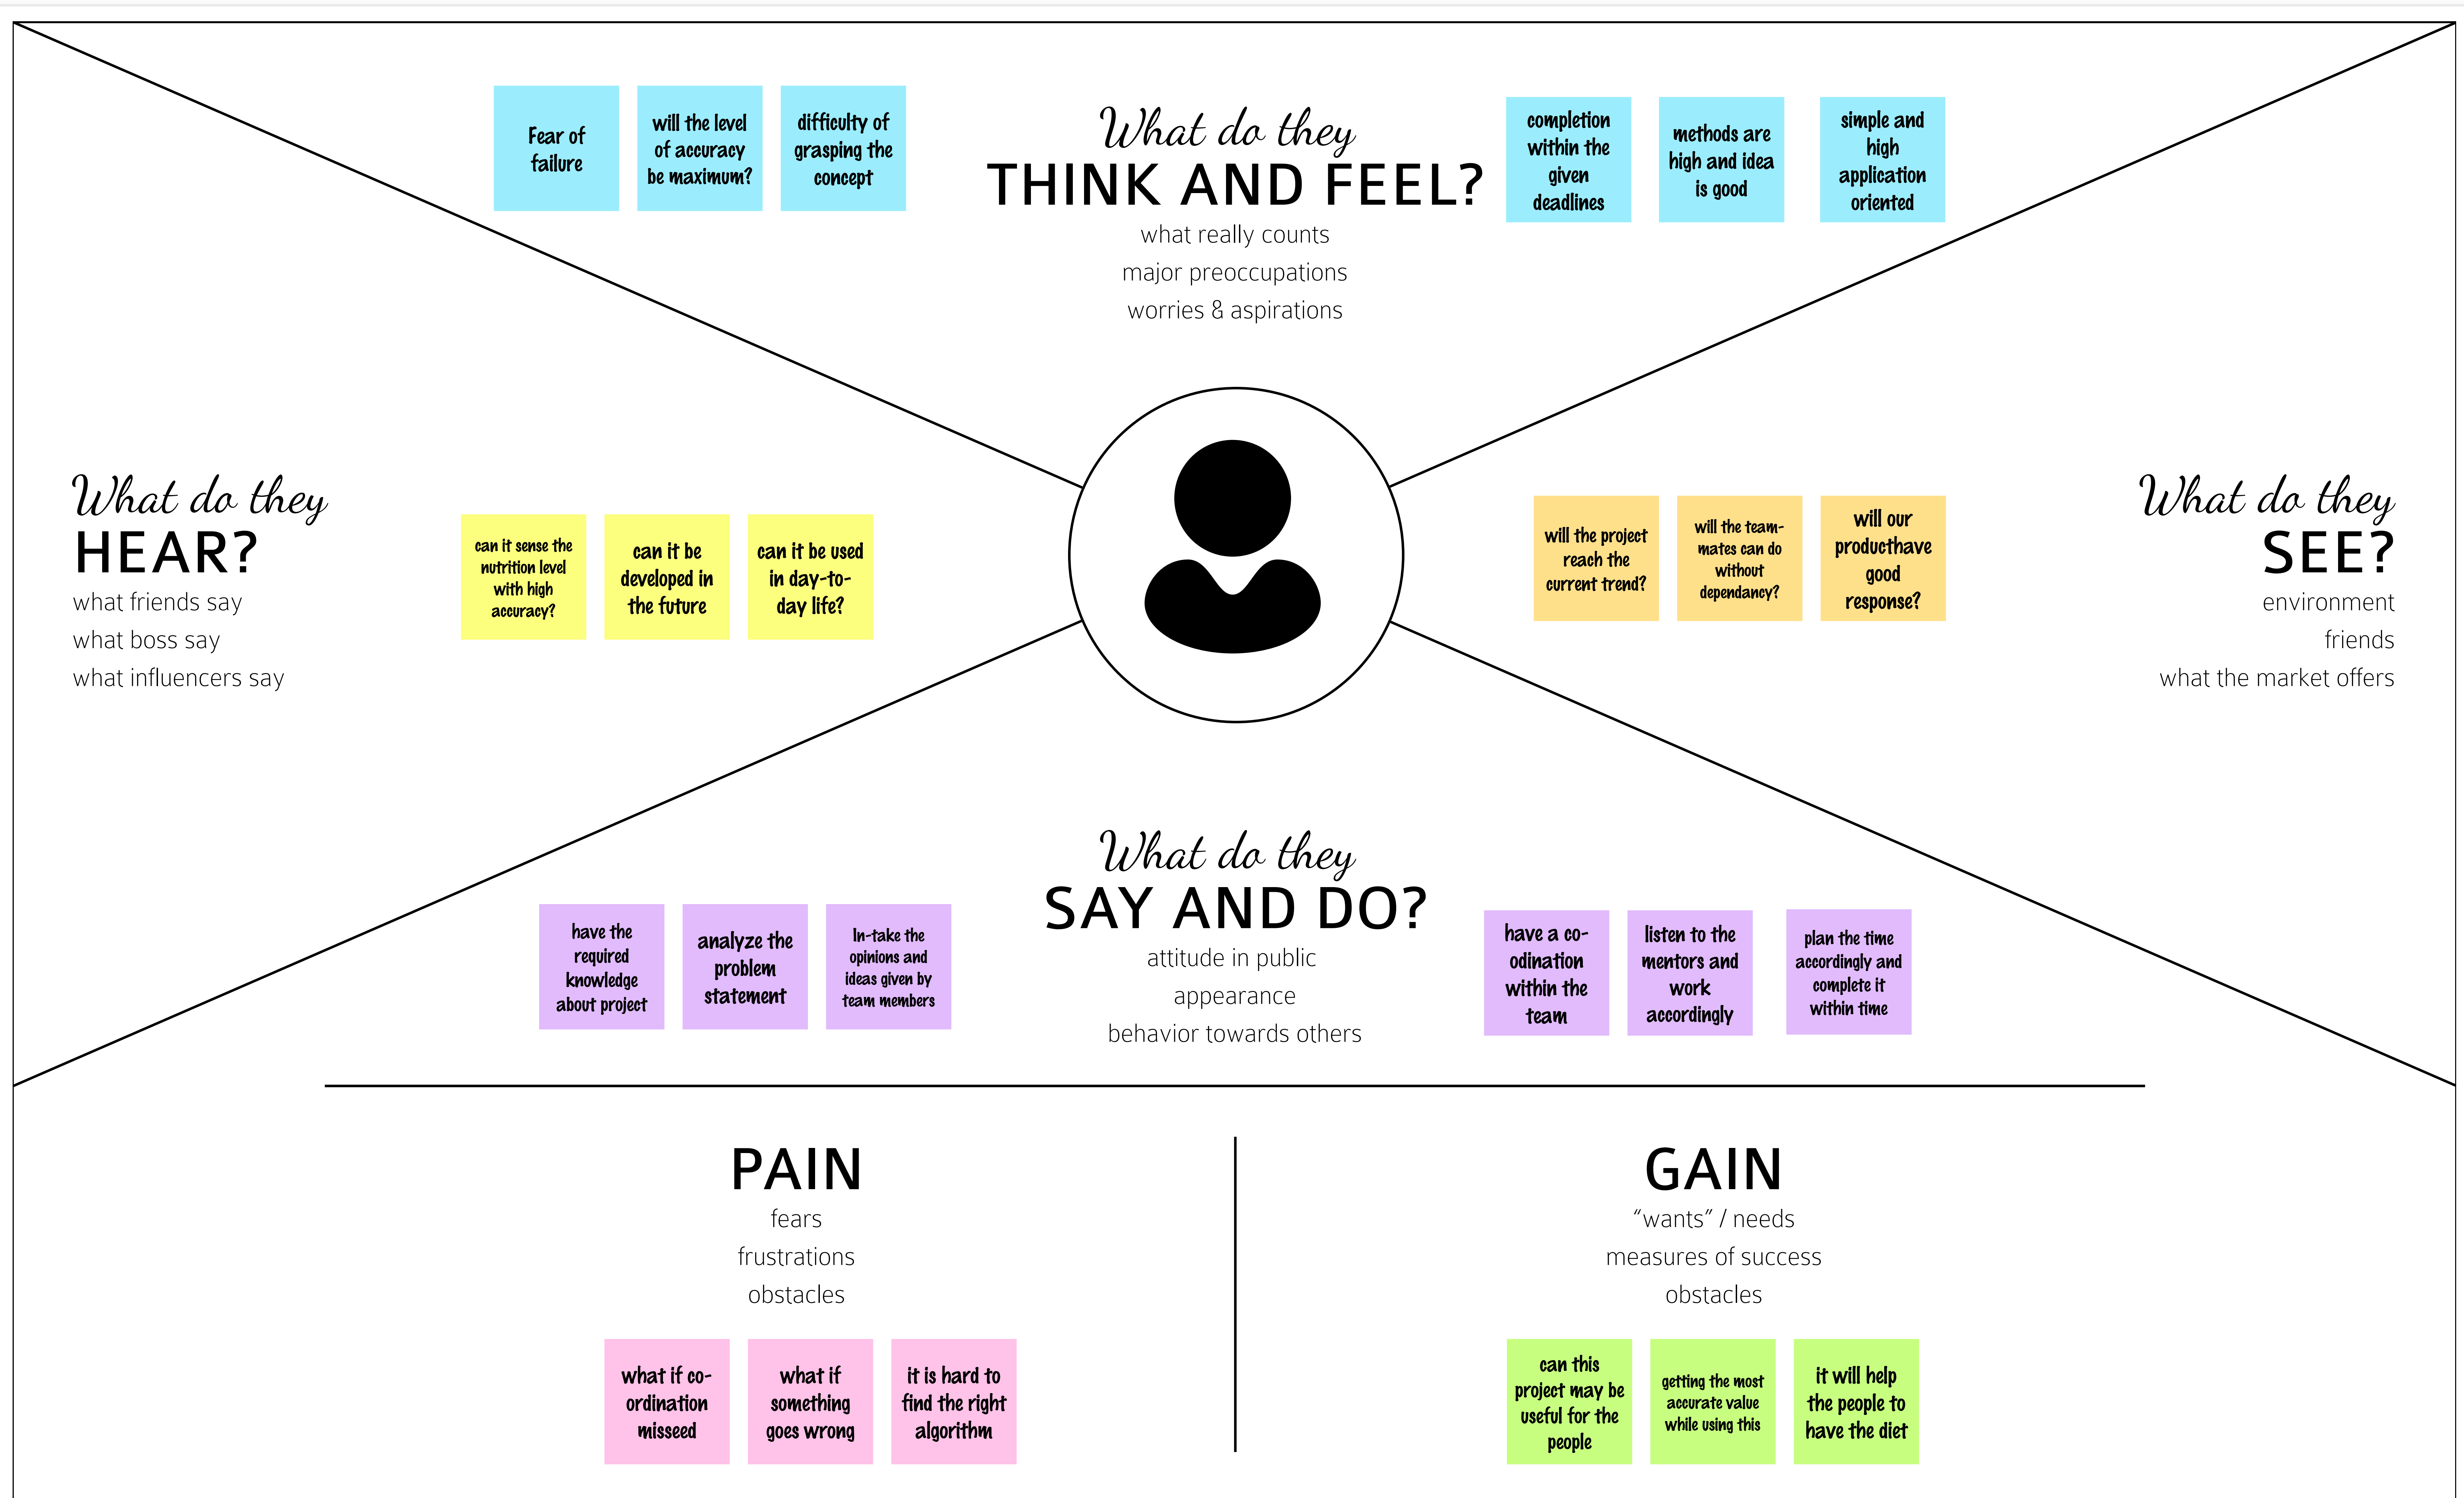 Fear of
failure
will the level
of accuracy
be maximum?
difficulty of
grasping the
concept
What do they
THINK AND FEEL?
what really counts
major preoccupations
worries & aspirations
completion
within the
given
deadlines
methods are
high and idea
is good
simple and
high
application
oriented
What do they
HEAR?
what friends say
what boss say
what influencers say
can it sense the
nutrition level
with high
accuracy?
can it be
developed in
the future
can it be used
in day-to-
day life?
will the project
reach the
current trend?
will the team-
mates can do
without
dependancy?
will our
producthave
good
response?
What do they
SEE?
environment
friends
what the market offers
What do they
SAY AND DO?
attitude in public
appearance
behavior towards others
have the
required
knowledge
about project
analyze the
problem
statement
In-take the
opinions and
ideas given by
team members
have a co-
odination
within the
team
listen to the
mentors and
work
accordingly
plan the time
accordingly and
complete it
within time
PAIN
fears
frustrations
obstacles
what if co-
ordination
misseed
what if
something
goes wrong
it is hard to
find the right
algorithm
GAIN
“wants” / needs
measures of success
obstacles
can this
project may be
useful for the
people
getting the most
accurate value
while using this
it will help
the people to
have the diet